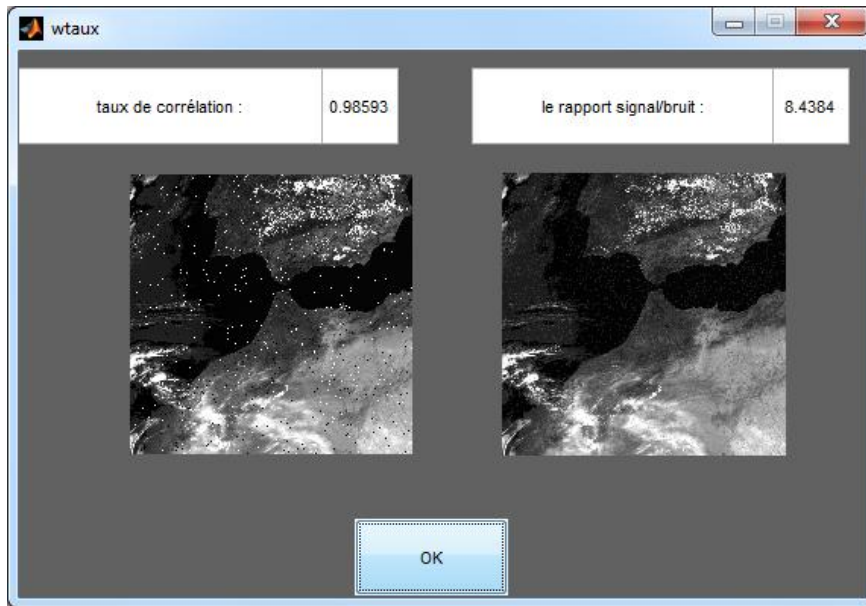 wtaux
taux de corrélation : 0.98593
le rapport signal/bruit : 8.4384
OK